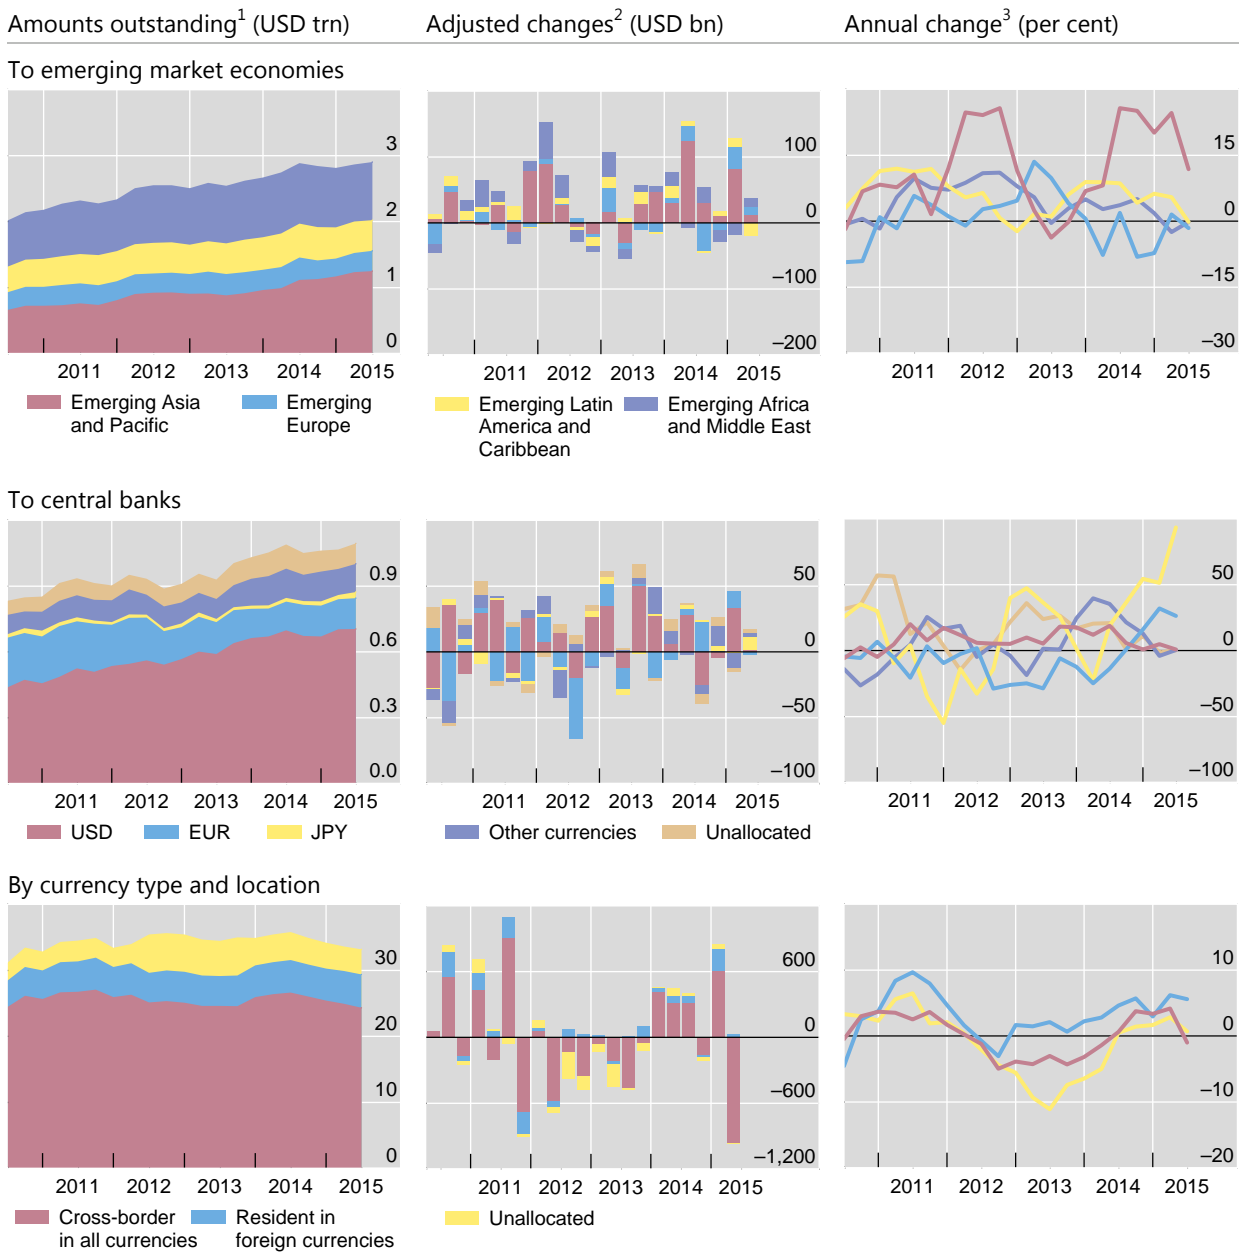 Amounts outstanding¹ (USD trn) Adjusted changes² (USD bn) Annual change³ (per cent)
To emerging market economies
3
2
1
0
2011 2012 2013 2014 2015
100
0
–100
–200
2011 2012 2013 2014 2015
15
0
–15
–30
2011 2012 2013 2014 2015
Emerging Asia
and Pacific
Emerging
Europe
Emerging Latin
America and
Caribbean
Emerging Africa
and Middle East
To central banks
0.9
0.6
0.3
0.0
2011 2012 2013 2014 2015
50
0
–50
–100
2011 2012 2013 2014 2015
50
0
–50
–100
2011 2012 2013 2014 2015
USD EUR JPY Other currencies Unallocated
By currency type and location
30
20
10
0
2011 2012 2013 2014 2015
600
0
–600
–1,200
2011 2012 2013 2014 2015
10
0
–10
–20
2011 2012 2013 2014 2015
Cross-border
in all currencies
Resident in
foreign currencies
Unallocated